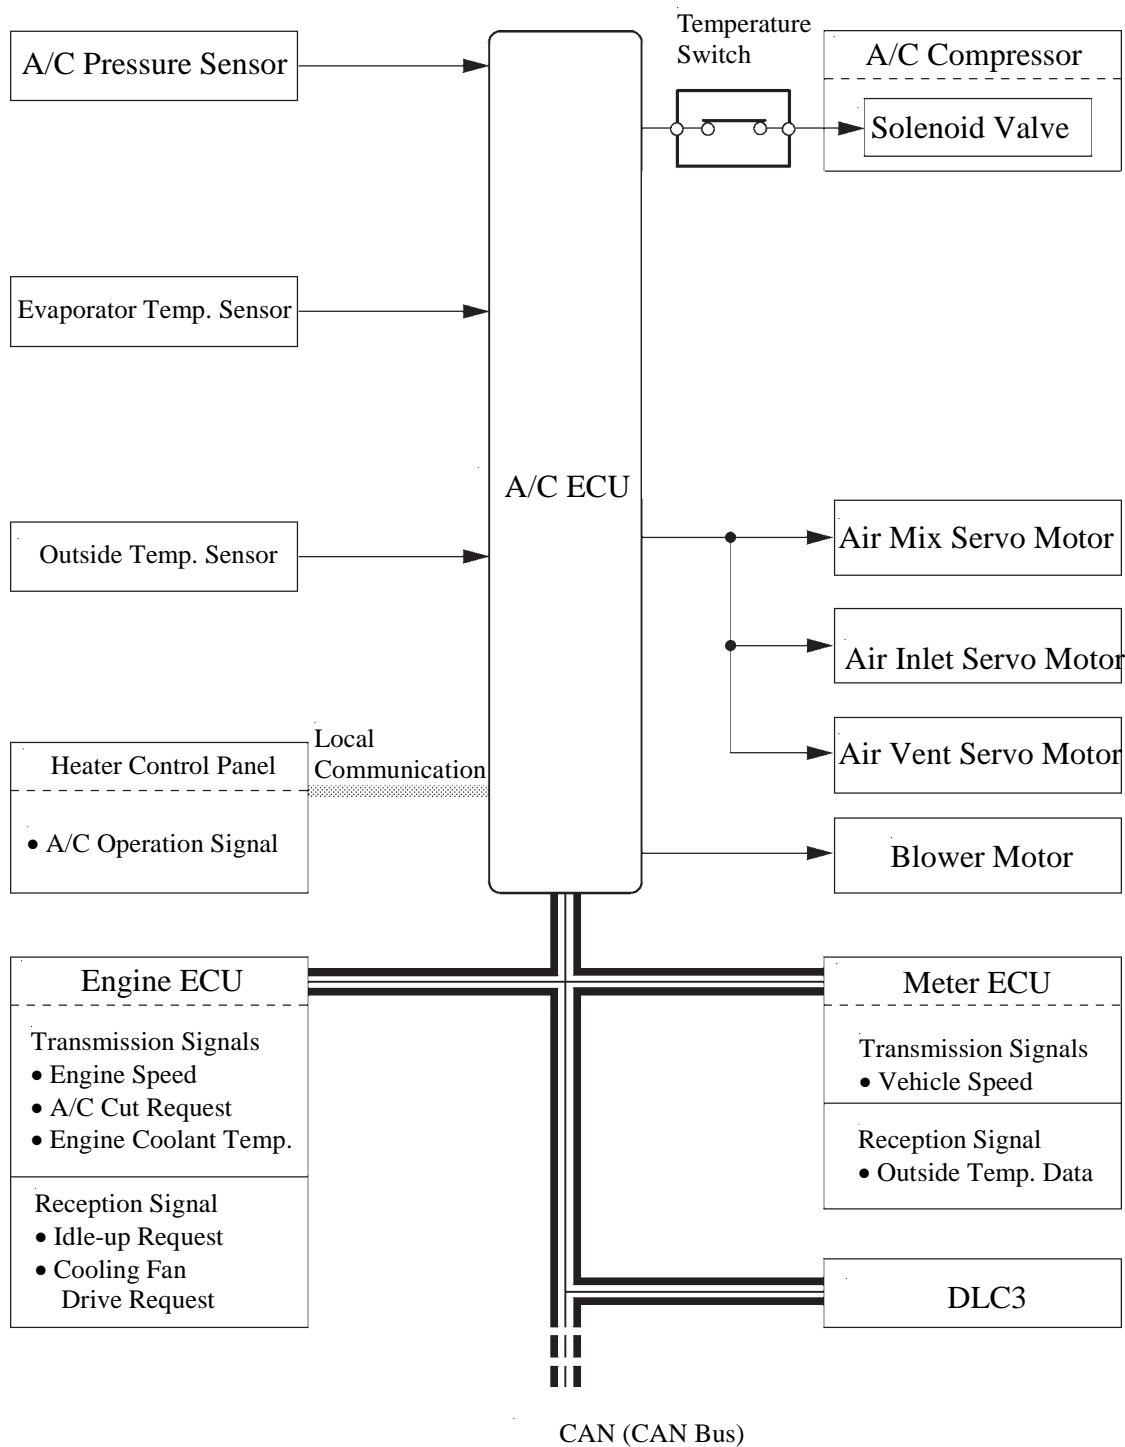 Temperature
Switch
A/C Pressure Sensor
A/C Compressor
Solenoid Valve
Evaporator Temp. Sensor
A/C ECU
Outside Temp. Sensor
Air Mix Servo Motor
Air Inlet Servo Motor
Air Vent Servo Motor
Blower Motor
Local
Communication
Heater Control Panel
• A/C Operation Signal
Engine ECU
Transmission Signals
• Engine Speed
• A/C Cut Request
• Engine Coolant Temp.
Reception Signal
• Idle-up Request
• Cooling Fan
Drive Request
Meter ECU
Transmission Signals
• Vehicle Speed
Reception Signal
• Outside Temp. Data
DLC3
CAN (CAN Bus)